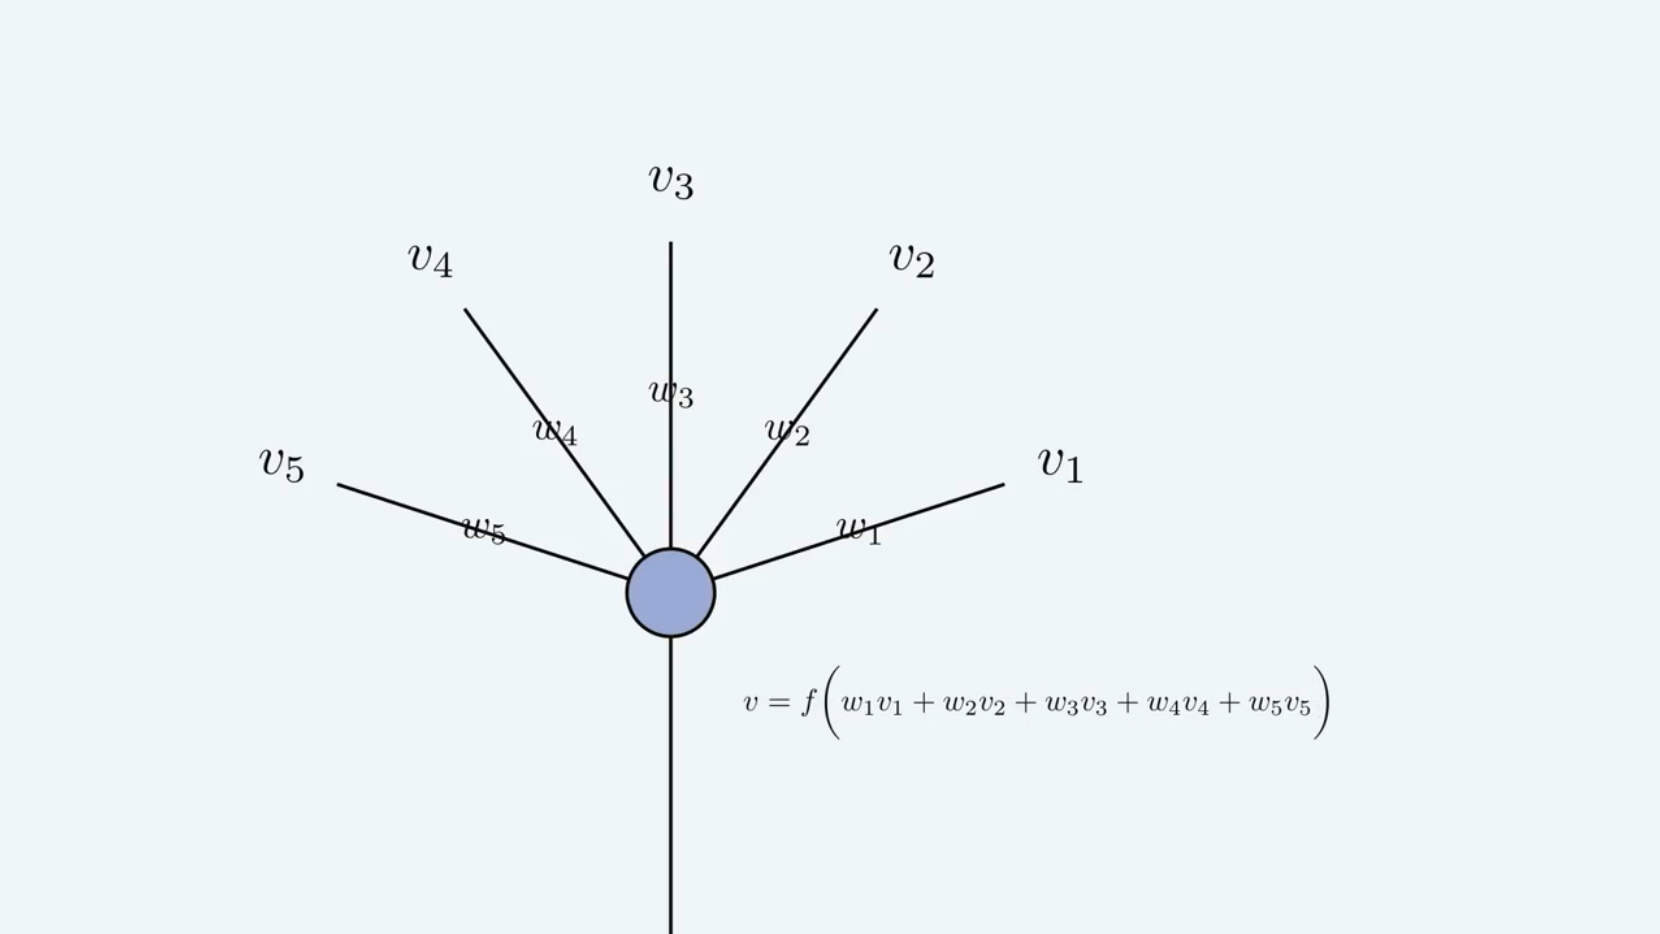 v₃
v₄ v₂
w₃
w₄ w₂
v₅ v₁
w₅ w₁
v = f(w₁v₁ + w₂v₂ + w₃v₃ + w₄v₄ + w₅v₅)